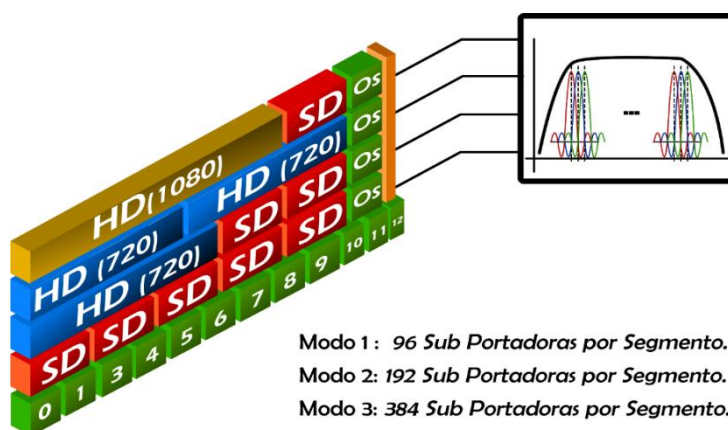 HD(1080) SD Os
HD (720) HD (720) Os
HD (720) SD SD Os
SD SD SD SD SD Os
0 1 3 4 5 6 7 8 9 10 11 12
Modo 1 : 96 Sub Portadoras por Segmento.
Modo 2: 192 Sub Portadoras por Segmento.
Modo 3: 384 Sub Portadoras por Segmento.